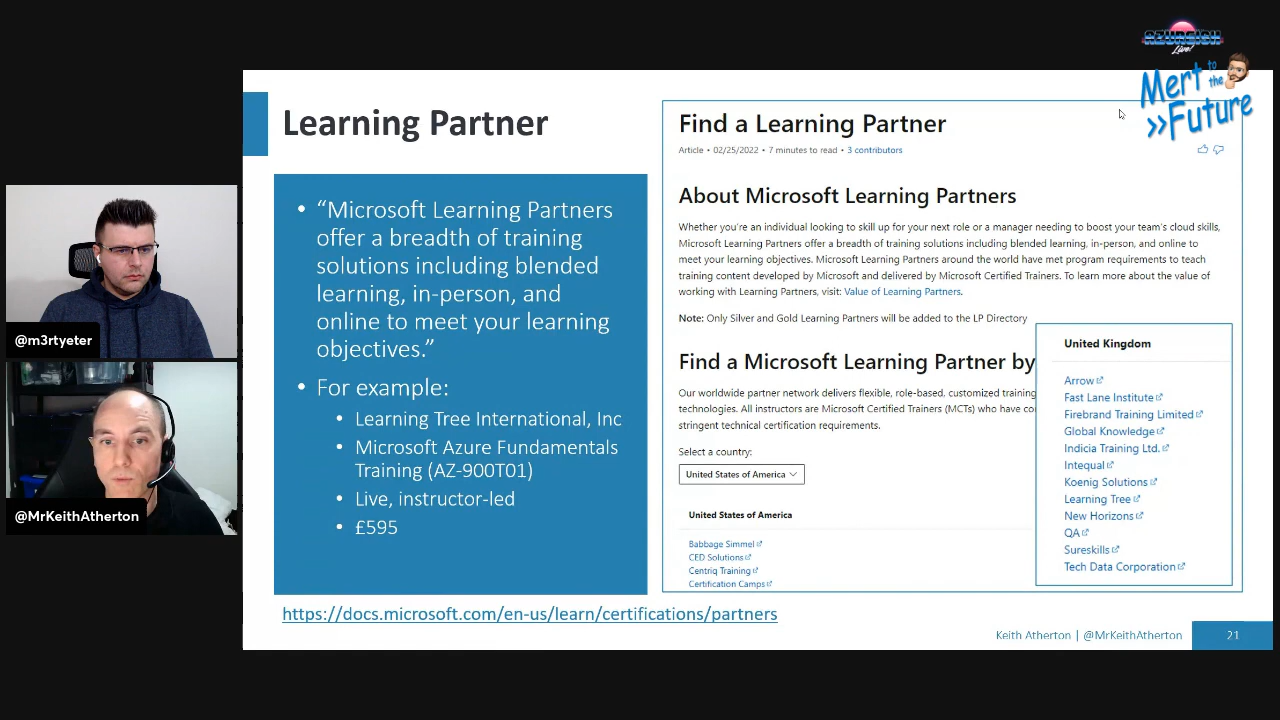 AZUREISH
Live!
Mert
to
the
>>Future
Learning Partner
• “Microsoft Learning Partners
offer a breadth of training
solutions including blended
learning, in-person, and
online to meet your learning
objectives.”
• For example:
• Learning Tree International, Inc
• Microsoft Azure Fundamentals
Training (AZ-900T01)
• Live, instructor-led
• £595
https://docs.microsoft.com/en-us/learn/certifications/partners
Find a Learning Partner
Article • 02/25/2022 • 7 minutes to read • 3 contributors
About Microsoft Learning Partners
Whether you're an individual looking to skill up for your next role or a manager needing to boost your team's cloud skills,
Microsoft Learning Partners offer a breadth of training solutions including blended learning, in-person, and online to
meet your learning objectives. Microsoft Learning Partners around the world have met program requirements to teach
training content developed by Microsoft and delivered by Microsoft Certified Trainers. To learn more about the value of
working with Learning Partners, visit: Value of Learning Partners.
Note: Only Silver and Gold Learning Partners will be added to the LP Directory
Find a Microsoft Learning Partner by
Our worldwide partner network delivers flexible, role-based, customized training
technologies. All instructors are Microsoft Certified Trainers (MCTs) who have co
stringent technical certification requirements.
Select a country:
United States of America
United States of America
Babbage Simmel
CED Solutions
Centriq Training
Certification Camps
United Kingdom
Arrow
Fast Lane Institute
Firebrand Training Limited
Global Knowledge
Indicia Training Ltd.
Intequal
Koenig Solutions
Learning Tree
New Horizons
QA
Sureskills
Tech Data Corporation
@m3rtyeter
@MrKeithAtherton
Keith Atherton | @MrKeithAtherton
21